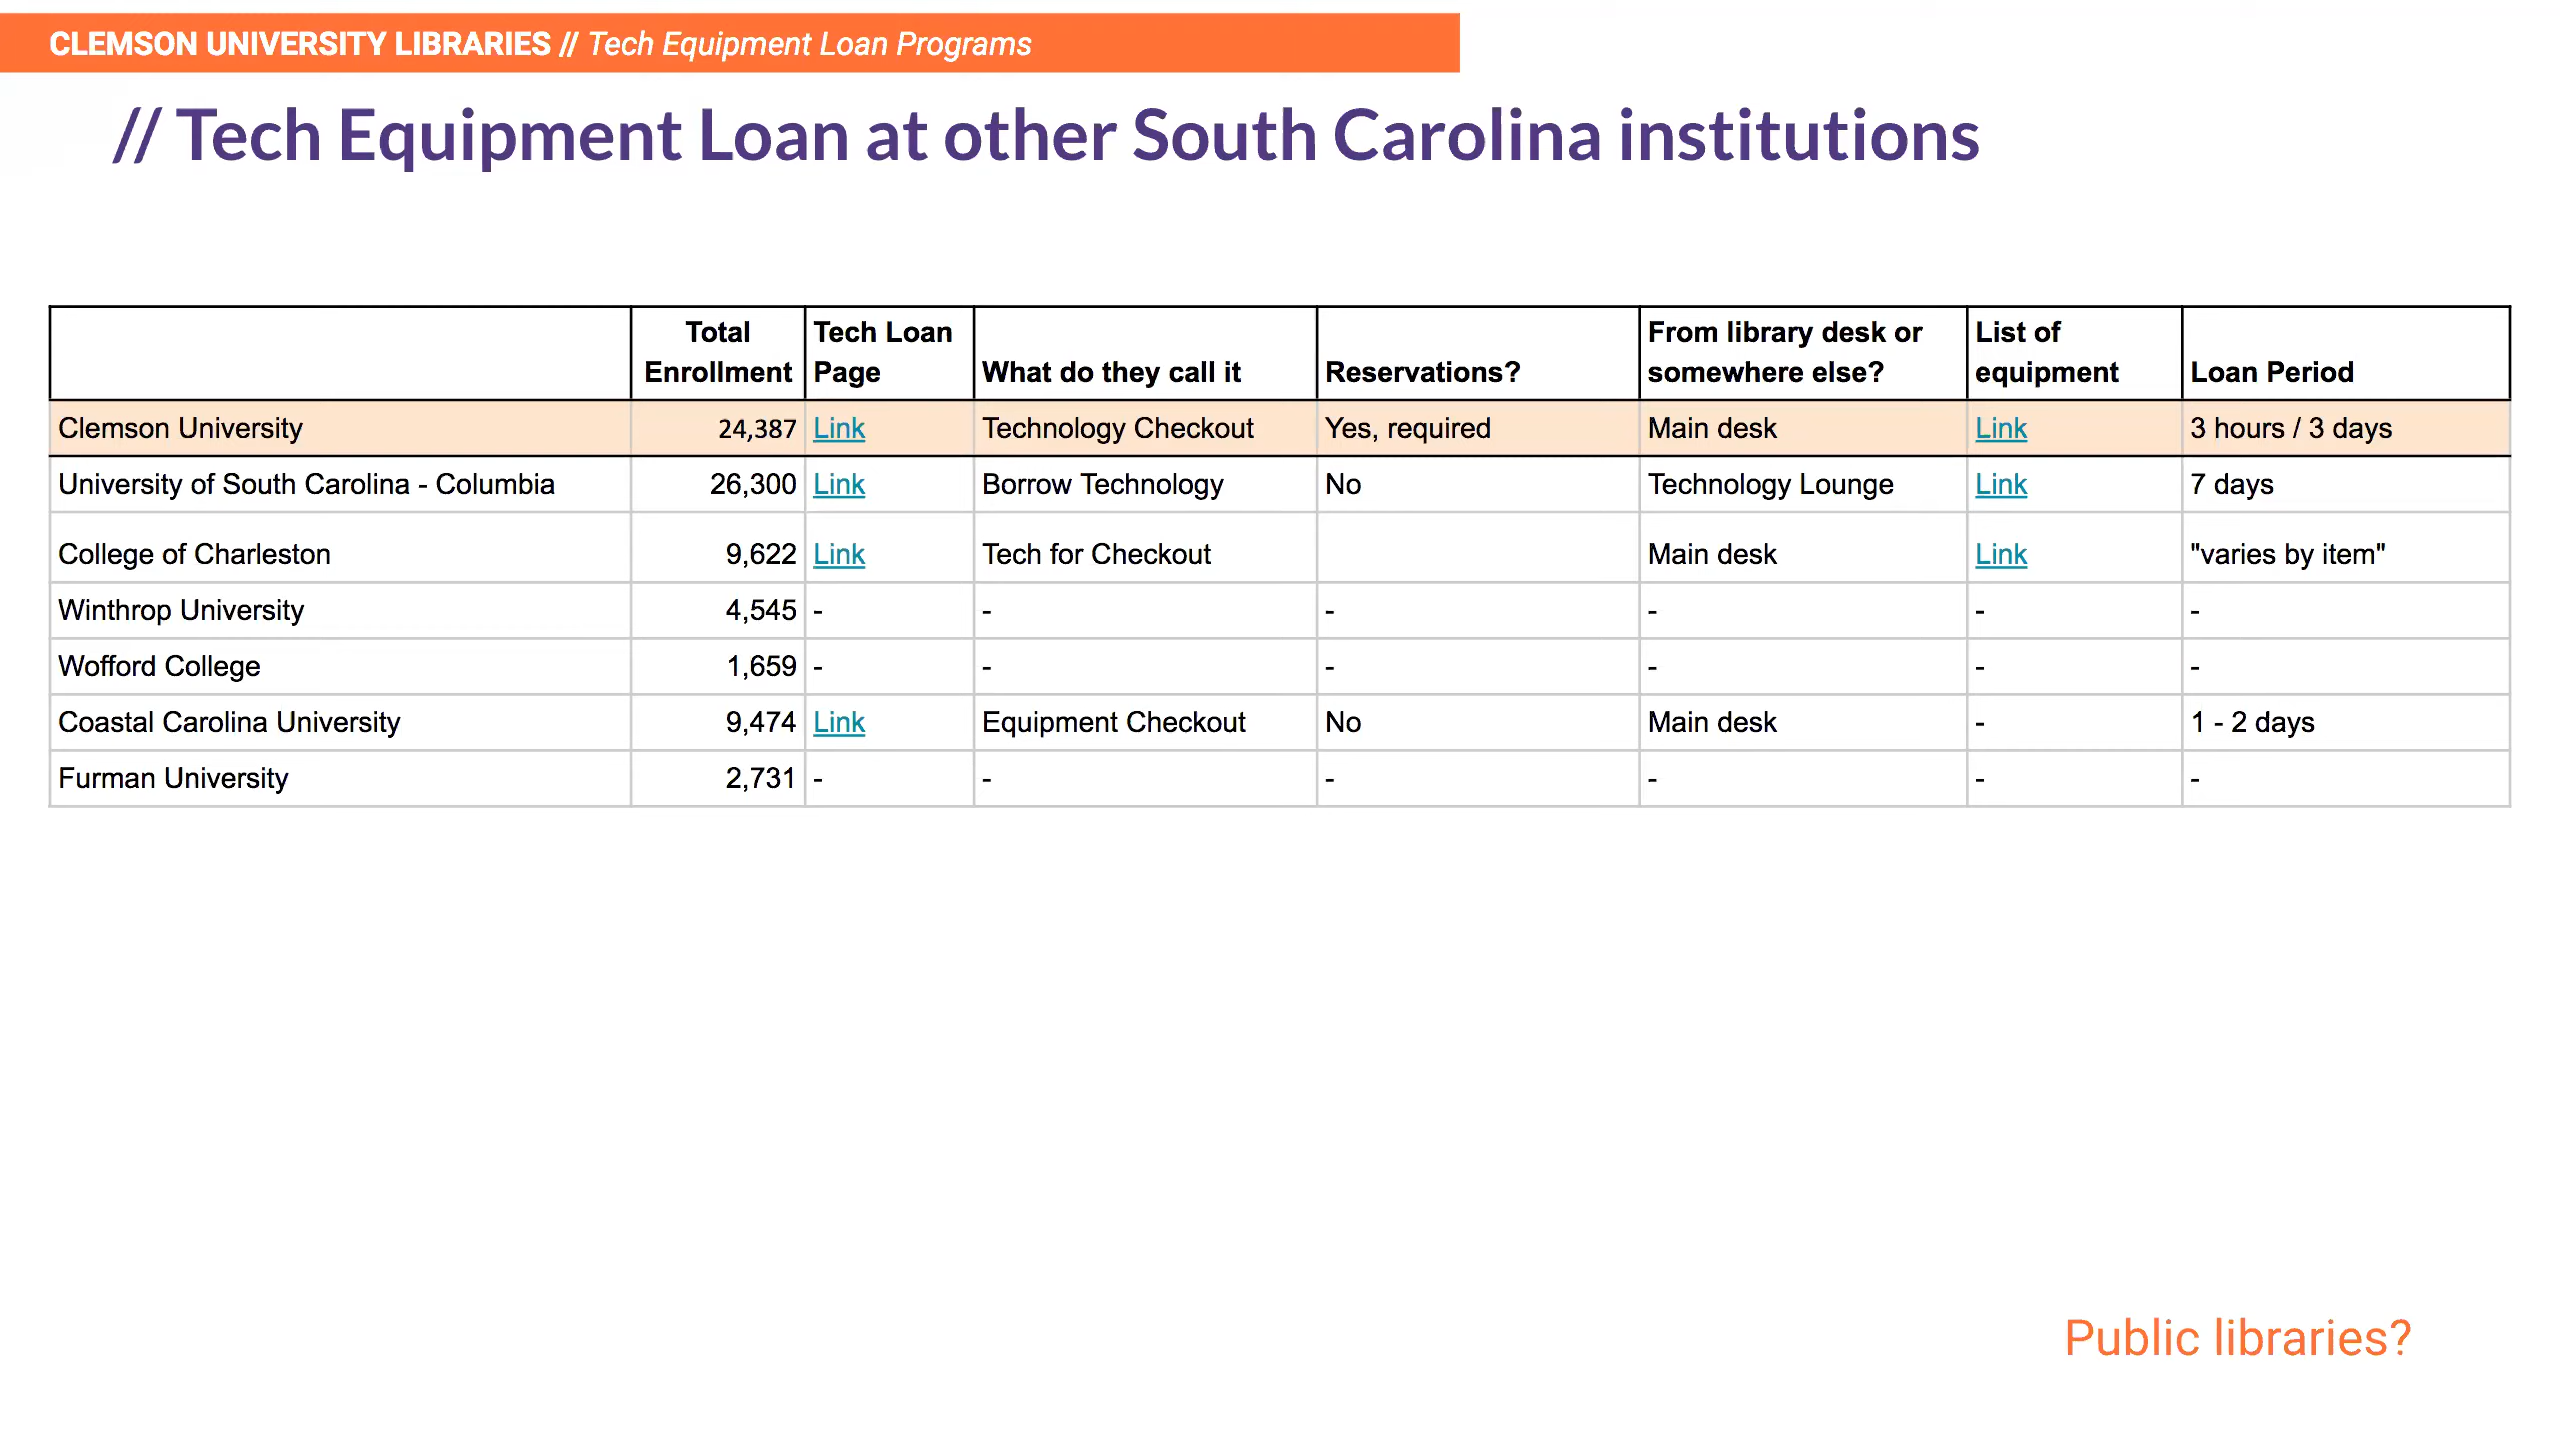 CLEMSON UNIVERSITY LIBRARIES // Tech Equipment Loan Programs
// Tech Equipment Loan at other South Carolina institutions
Total Enrollment Tech Loan Page What do they call it Reservations? From library desk or somewhere else? List of equipment Loan Period
Clemson University 24,387 Link Technology Checkout Yes, required Main desk Link 3 hours / 3 days
University of South Carolina - Columbia 26,300 Link Borrow Technology No Technology Lounge Link 7 days
College of Charleston 9,622 Link Tech for Checkout Main desk Link "varies by item"
Winthrop University 4,545 - - - - - -
Wofford College 1,659 - - - - - -
Coastal Carolina University 9,474 Link Equipment Checkout No Main desk - 1 - 2 days
Furman University 2,731 - - - - - -
Public libraries?